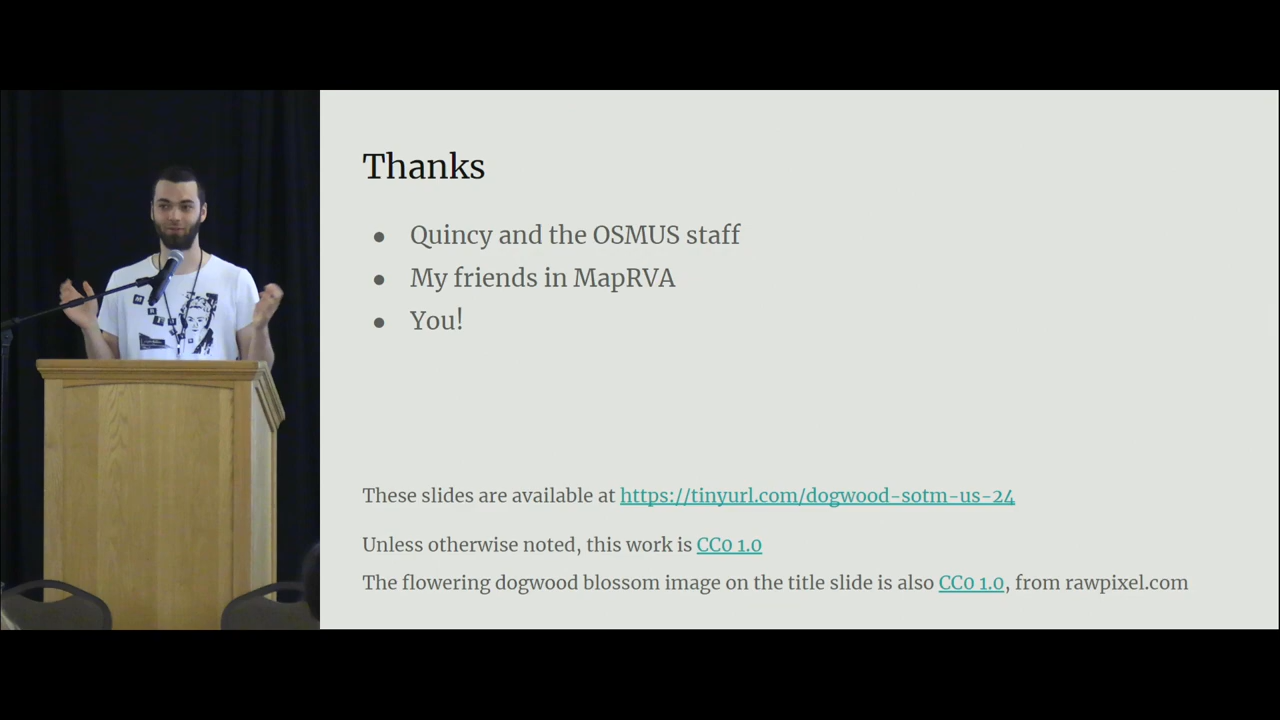 Thanks
● Quincy and the OSMUS staff
● My friends in MapRVA
● You!
These slides are available at https://tinyurl.com/dogwood-sotm-us-24
Unless otherwise noted, this work is CC0 1.0
The flowering dogwood blossom image on the title slide is also CC0 1.0, from rawpixel.com